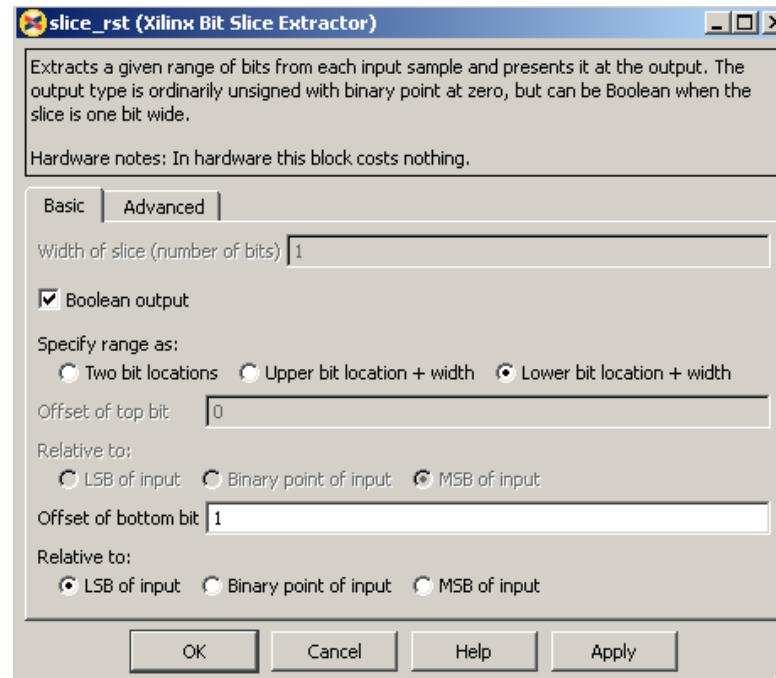 slice_rst (Xilinx Bit Slice Extractor)
Extracts a given range of bits from each input sample and presents it at the output. The
output type is ordinarily unsigned with binary point at zero, but can be Boolean when the
slice is one bit wide.
Hardware notes: In hardware this block costs nothing.
Basic Advanced
Width of slice (number of bits) 1
Boolean output
Specify range as:
Two bit locations Upper bit location + width Lower bit location + width
Offset of top bit 0
Relative to:
LSB of input Binary point of input MSB of input
Offset of bottom bit 1
Relative to:
LSB of input Binary point of input MSB of input
OK Cancel Help Apply